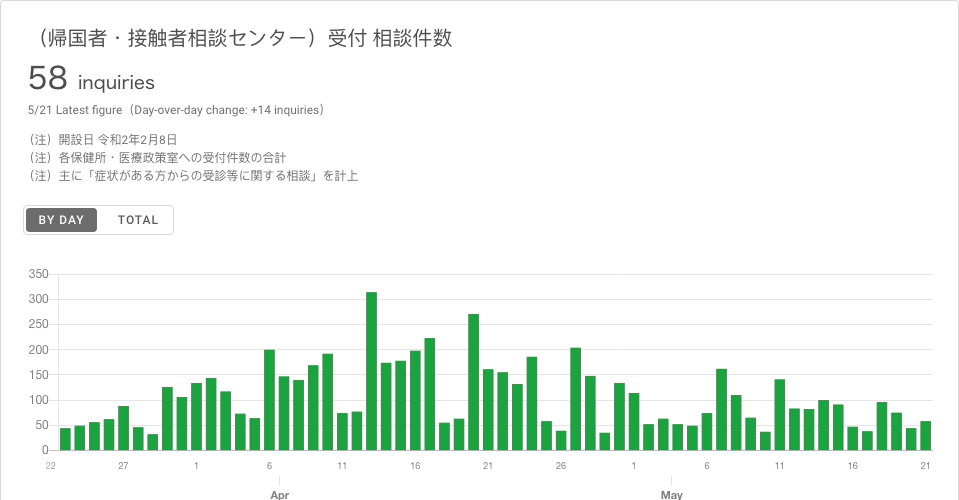 （帰国者・接触者相談センター）受付 相談件数
58 inquiries
5/21 Latest figure（Day-over-day change: +14 inquiries）
（注）開設日 令和2年2月8日
（注）各保健所・医療政策室への受付件数の合計
（注）主に「症状がある方からの受診等に関する相談」を計上
BY DAY TOTAL
350
300
250
200
150
100
50
0
22 27 1 6 11 16 21 26 1 6 11 16 21
Apr May